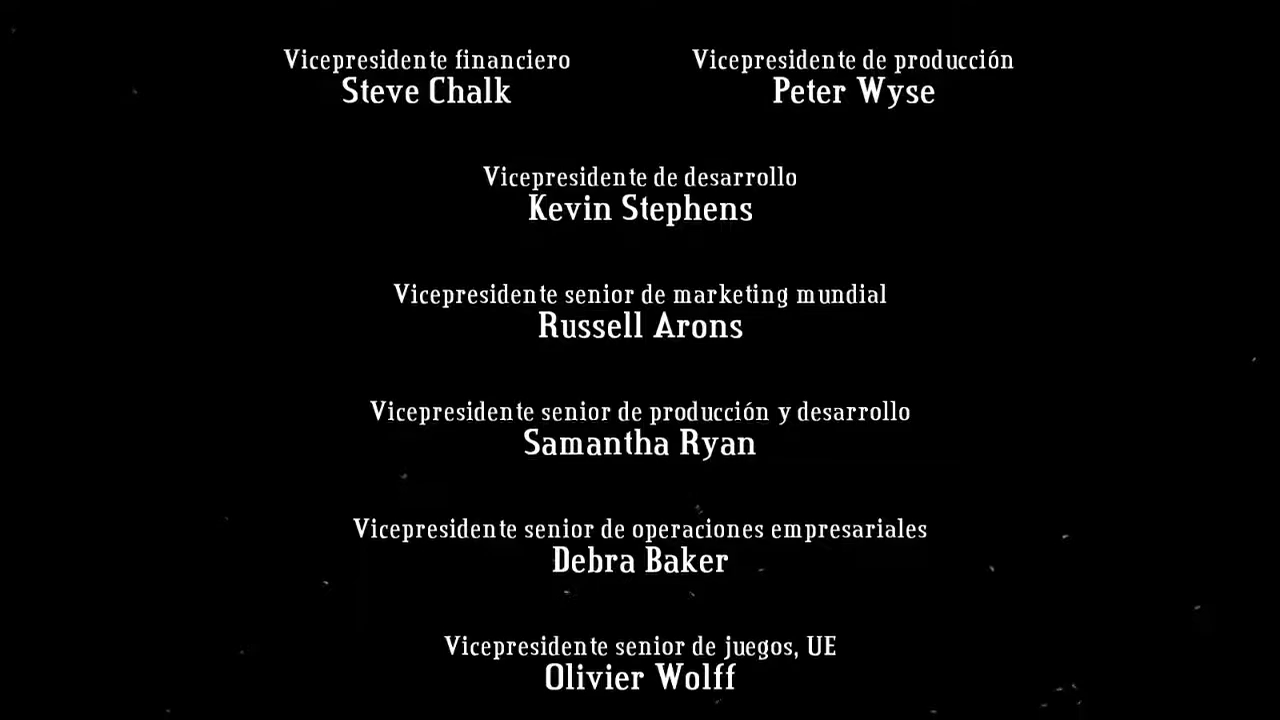 Vicepresidente financiero
Steve Chalk
Vicepresidente de producción
Peter Wyse
Vicepresidente de desarrollo
Kevin Stephens
Vicepresidente senior de marketing mundial
Russell Arons
Vicepresidente senior de producción y desarrollo
Samantha Ryan
Vicepresidente senior de operaciones empresariales
Debra Baker
Vicepresidente senior de juegos, UE
Olivier Wolff